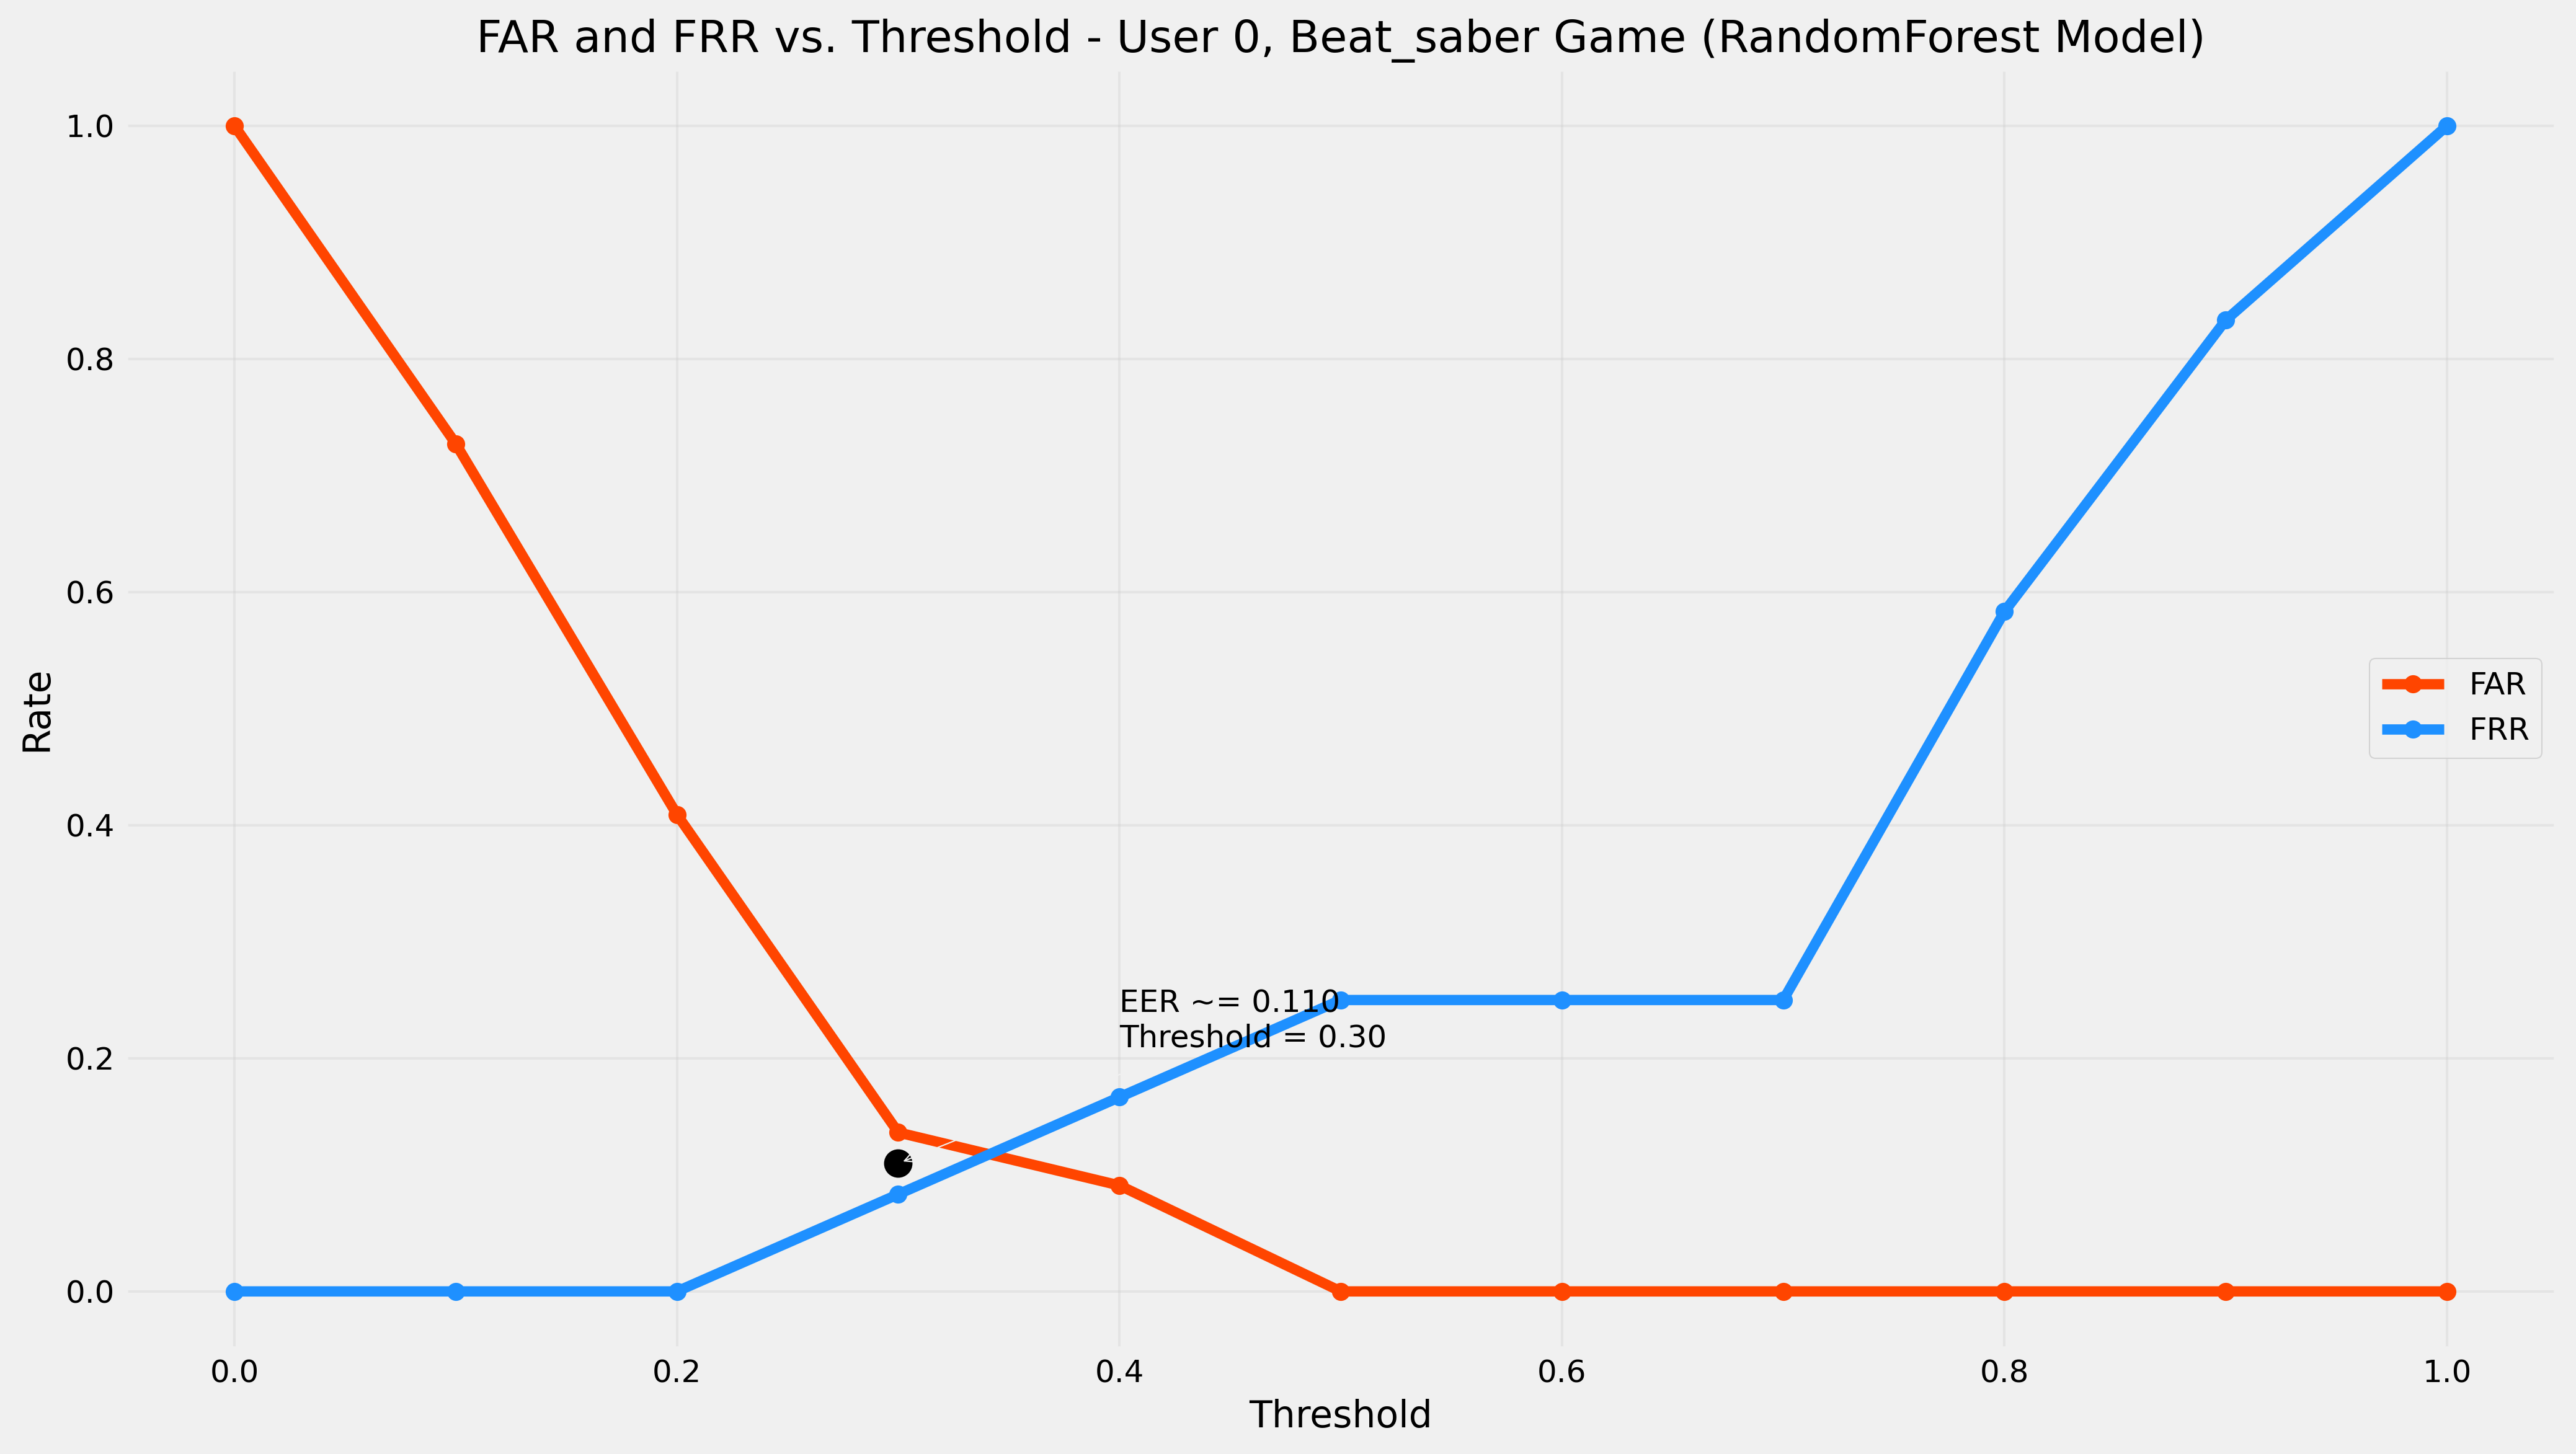 FAR and FRR vs. Threshold - User 0, Beat_saber Game (RandomForest Model)
1.0
0.8
0.6
0.4
0.2
0.0
Rate
EER ~= 0.110
Threshold = 0.30
FAR
FRR
0.0 0.2 0.4 0.6 0.8 1.0
Threshold